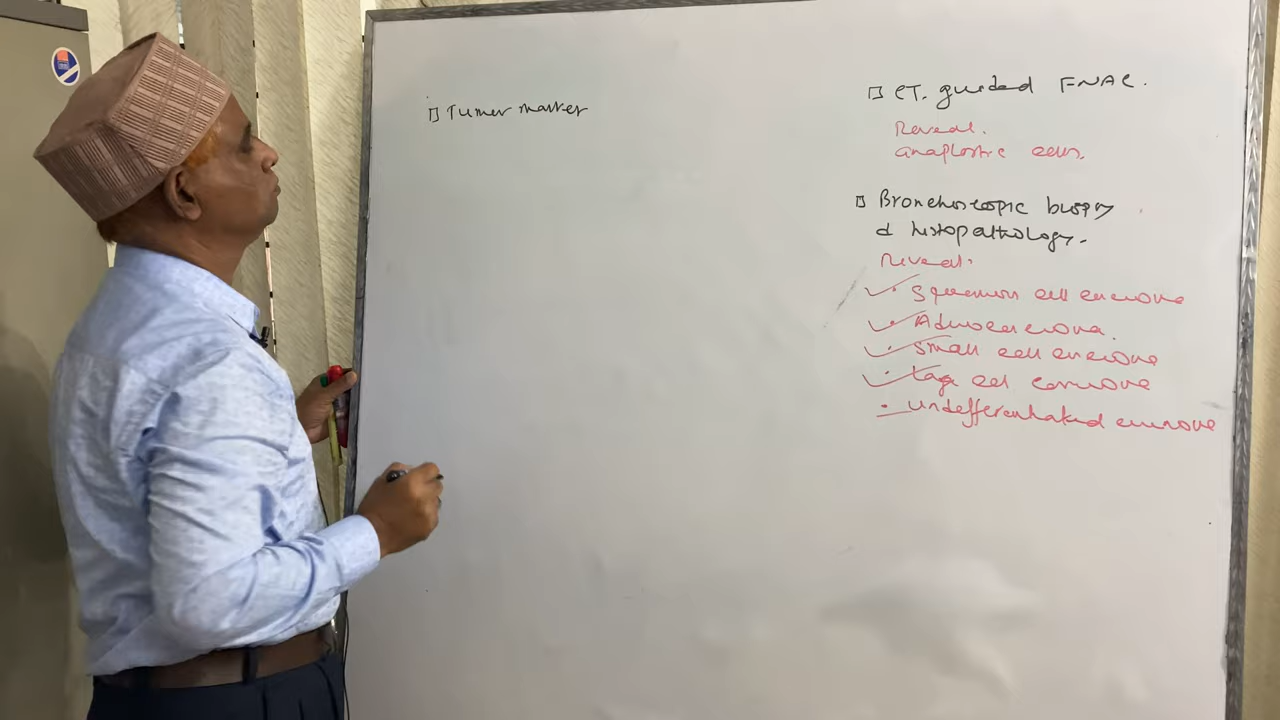 Tumer marker
CT. guided FNAC.
Reveal.
anaplastic cells.
Bronchoscopic biopsy
d histopathology.
Reveal.
Squamous cell carcinoma
Adenocarcinoma
Small cell carcinoma
Large cell carcinoma
undifferentiated carcinoma